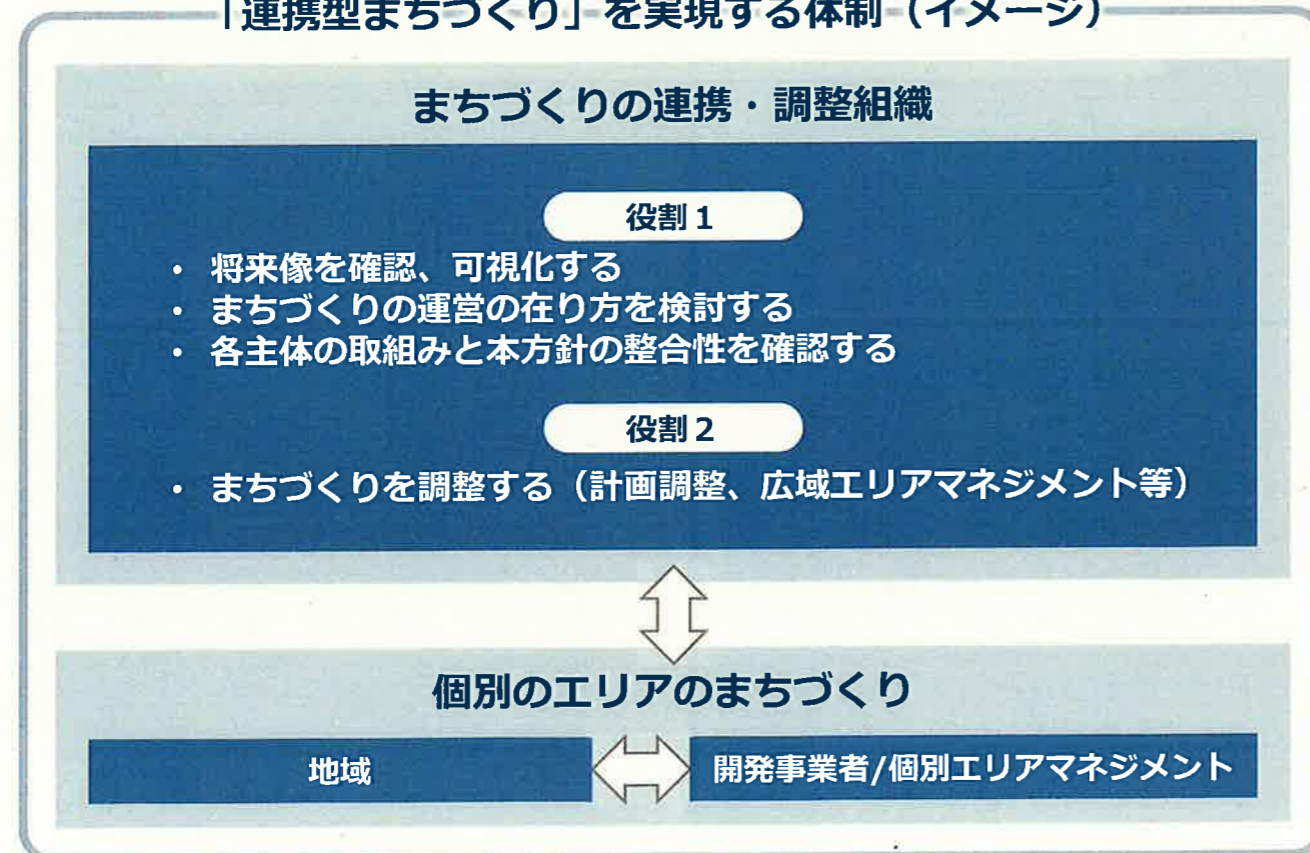 「連携型まちづくり」を実現する体制（イメージ）
まちづくりの連携・調整組織
役割１
・ 将来像を確認、可視化する
・ まちづくりの運営の在り方を検討する
・ 各主体の取組みと本方針の整合性を確認する
役割２
・ まちづくりを調整する（計画調整、広域エリアマネジメント等）
個別のエリアのまちづくり
地域
開発事業者/個別エリアマネジメント